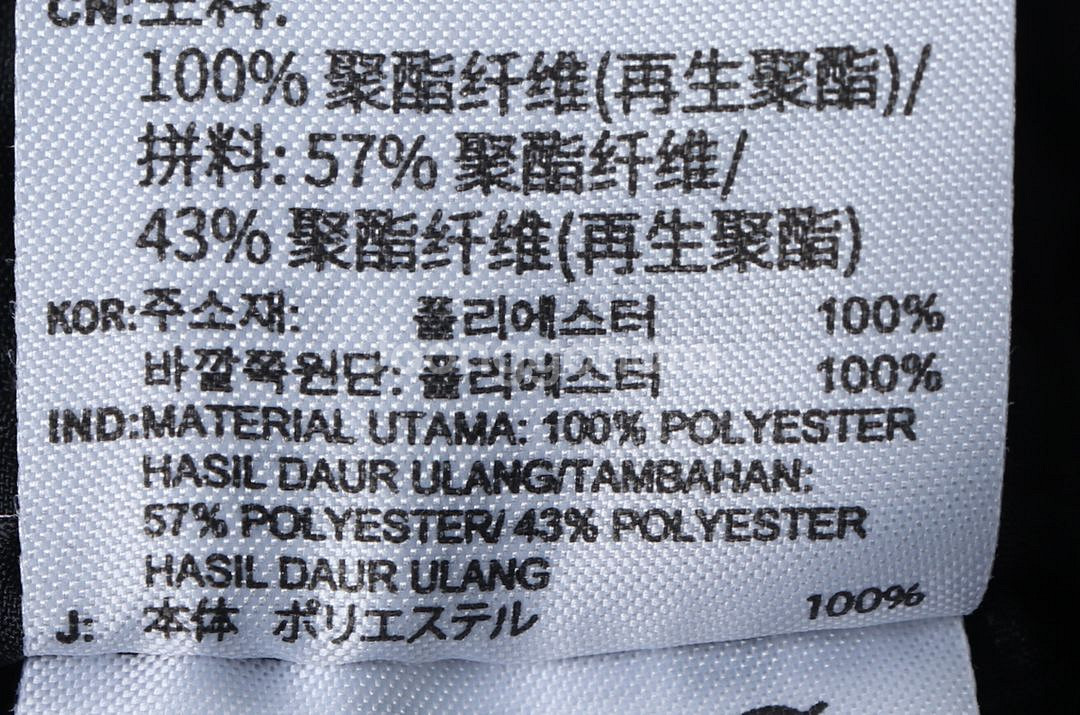 CN:主料:
100% 聚酯纤维(再生聚酯)/
拼料: 57% 聚酯纤维/
43% 聚酯纤维(再生聚酯)
KOR:주소재: 폴리에스터 100%
바깥쪽원단: 폴리에스터 100%
IND:MATERIAL UTAMA: 100% POLYESTER
HASIL DAUR ULANG/TAMBAHAN:
57% POLYESTER/ 43% POLYESTER
HASIL DAUR ULANG
J: 本体 ポリエステル 100%